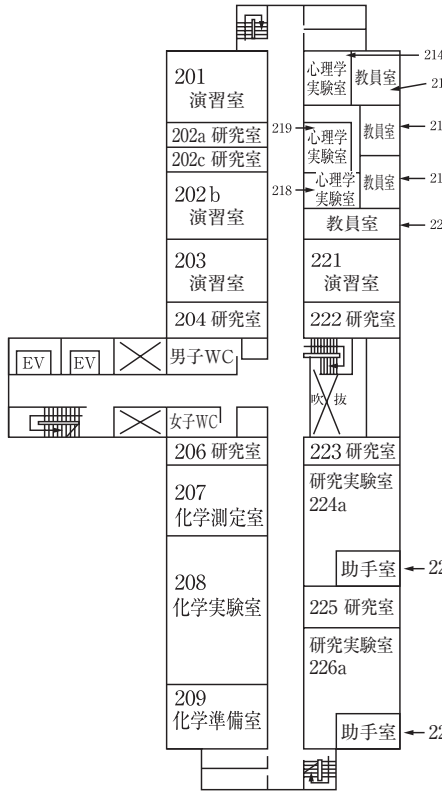 201
演習室
202a 研究室
202c 研究室
202b
演習室
203
演習室
204 研究室
男子WC
EV
EV
女子WC
206 研究室
207
化学測定室
208
化学実験室
209
化学準備室
214
心理学
実験室
教員室
219
心理学
実験室
教員室
218
心理学
実験室
教員室
教員室
221
演習室
222 研究室
吹 抜
223 研究室
研究実験室
224a
助手室
225 研究室
研究実験室
226a
助手室